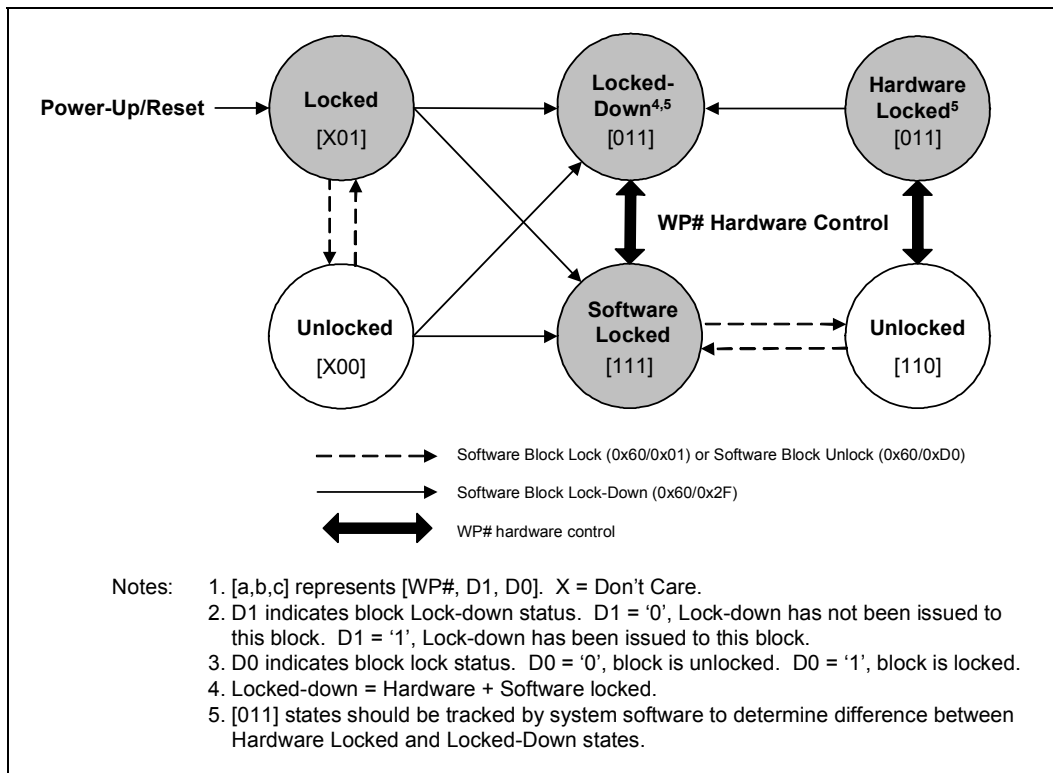 Power-Up/Reset
Locked
[X01]
Locked-
Down4,5
[011]
Hardware
Locked5
[011]
WP# Hardware Control
Unlocked
[X00]
Software
Locked
[111]
Unlocked
[110]
Software Block Lock (0x60/0x01) or Software Block Unlock (0x60/0xD0)
Software Block Lock-Down (0x60/0x2F)
WP# hardware control
Notes: 1. [a,b,c] represents [WP#, D1, D0]. X = Don’t Care.
2. D1 indicates block Lock-down status. D1 = ‘0’, Lock-down has not been issued to
this block. D1 = ‘1’, Lock-down has been issued to this block.
3. D0 indicates block lock status. D0 = ‘0’, block is unlocked. D0 = ‘1’, block is locked.
4. Locked-down = Hardware + Software locked.
5. [011] states should be tracked by system software to determine difference between
Hardware Locked and Locked-Down states.